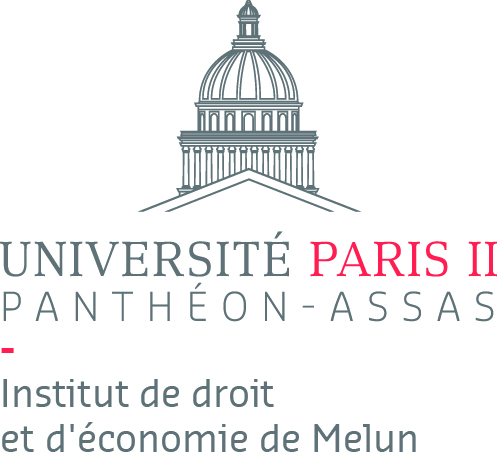 UNIVERSITÉ PARIS II
PANTHÉON-ASSAS
-
Institut de droit
et d'économie de Melun